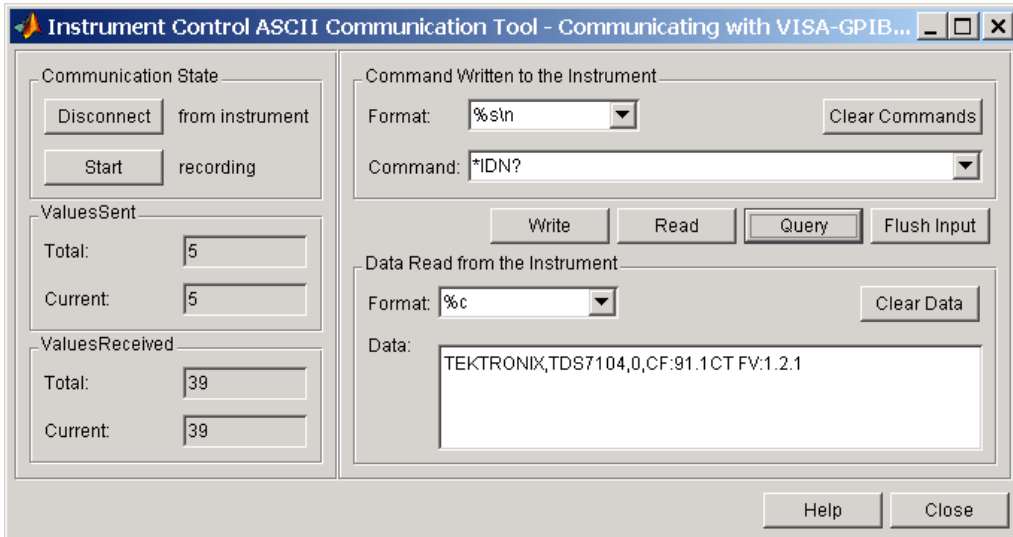 Instrument Control ASCII Communication Tool - Communicating with VISA-GPIB...
Communication State
Disconnect from instrument
Start recording
ValuesSent
Total: 5
Current: 5
ValuesReceived
Total: 39
Current: 39
Command Written to the Instrument
Format: %s\n Clear Commands
Command: *IDN?
Write Read Query Flush Input
Data Read from the Instrument
Format: %c Clear Data
Data: TEKTRONIX,TDS7104,0,CF:91.1CT FV:1.2.1
Help Close